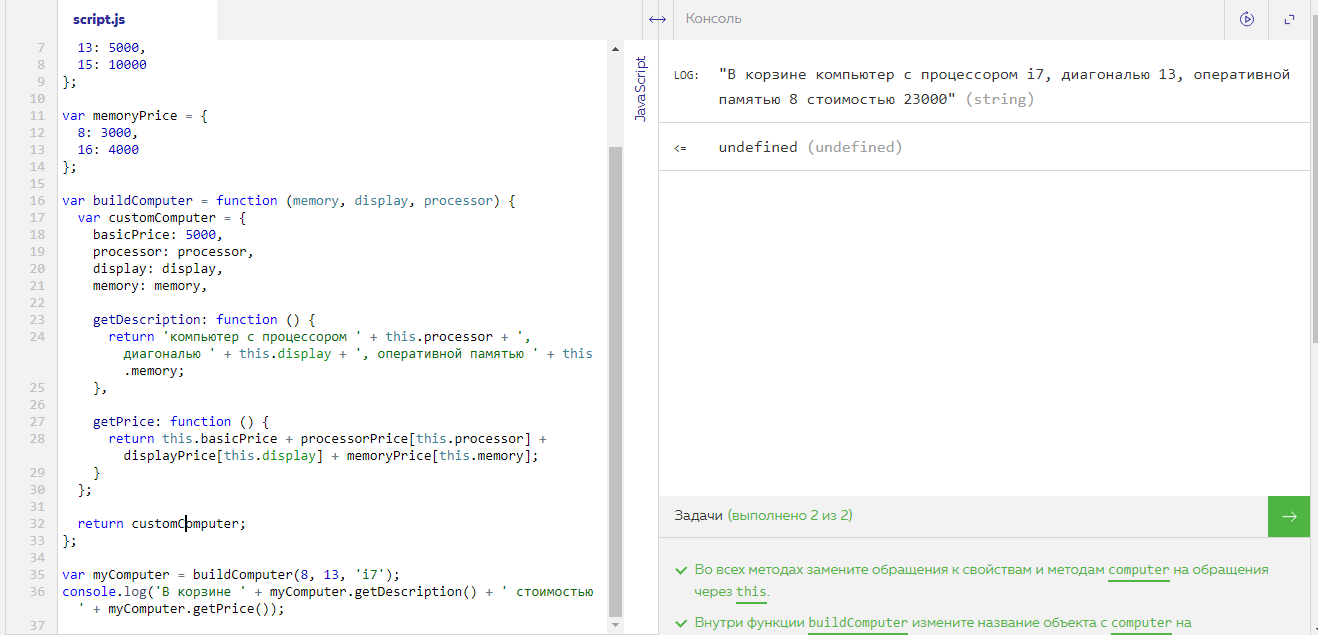 script.js
7 13: 5000,
8 15: 10000
9 };
10
11 var memoryPrice = {
12 8: 3000,
13 16: 4000
14 };
15
16 var buildComputer = function (memory, display, processor) {
17 var customComputer = {
18 basicPrice: 5000,
19 processor: processor,
20 display: display,
21 memory: memory,
22
23 getDescription: function () {
24 return 'компьютер с процессором ' + this.processor + ',
диагональю ' + this.display + ', оперативной памятью ' + this
.memory;
25 },
26
27 getPrice: function () {
28 return this.basicPrice + processorPrice[this.processor] +
displayPrice[this.display] + memoryPrice[this.memory];
29 }
30 };
31
32 return customComputer;
33 };
34
35 var myComputer = buildComputer(8, 13, 'i7');
36 console.log('В корзине ' + myComputer.getDescription() + ' стоимостью
' + myComputer.getPrice());
37
JavaScript
Консоль
LOG: "В корзине компьютер с процессором i7, диагональю 13, оперативной
памятью 8 стоимостью 23000" (string)
<= undefined (undefined)
Задачи (выполнено 2 из 2)
Во всех методах замените обращения к свойствам и методам computer на обращения
через this.
Внутри функции buildComputer измените название объекта с computer на